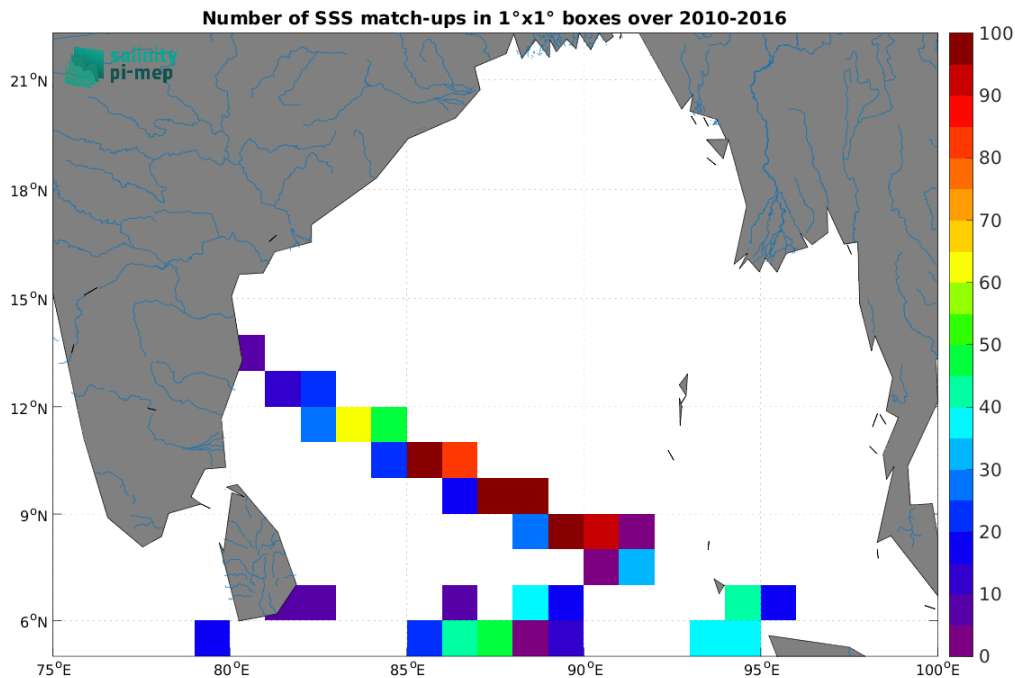 Number of SSS match-ups in 1°x1° boxes over 2010-2016
salinity
pi-mep
21°N
18°N
15°N
12°N
9°N
6°N
75°E
80°E
85°E
90°E
95°E
100°E
100
90
80
70
60
50
40
30
20
10
0